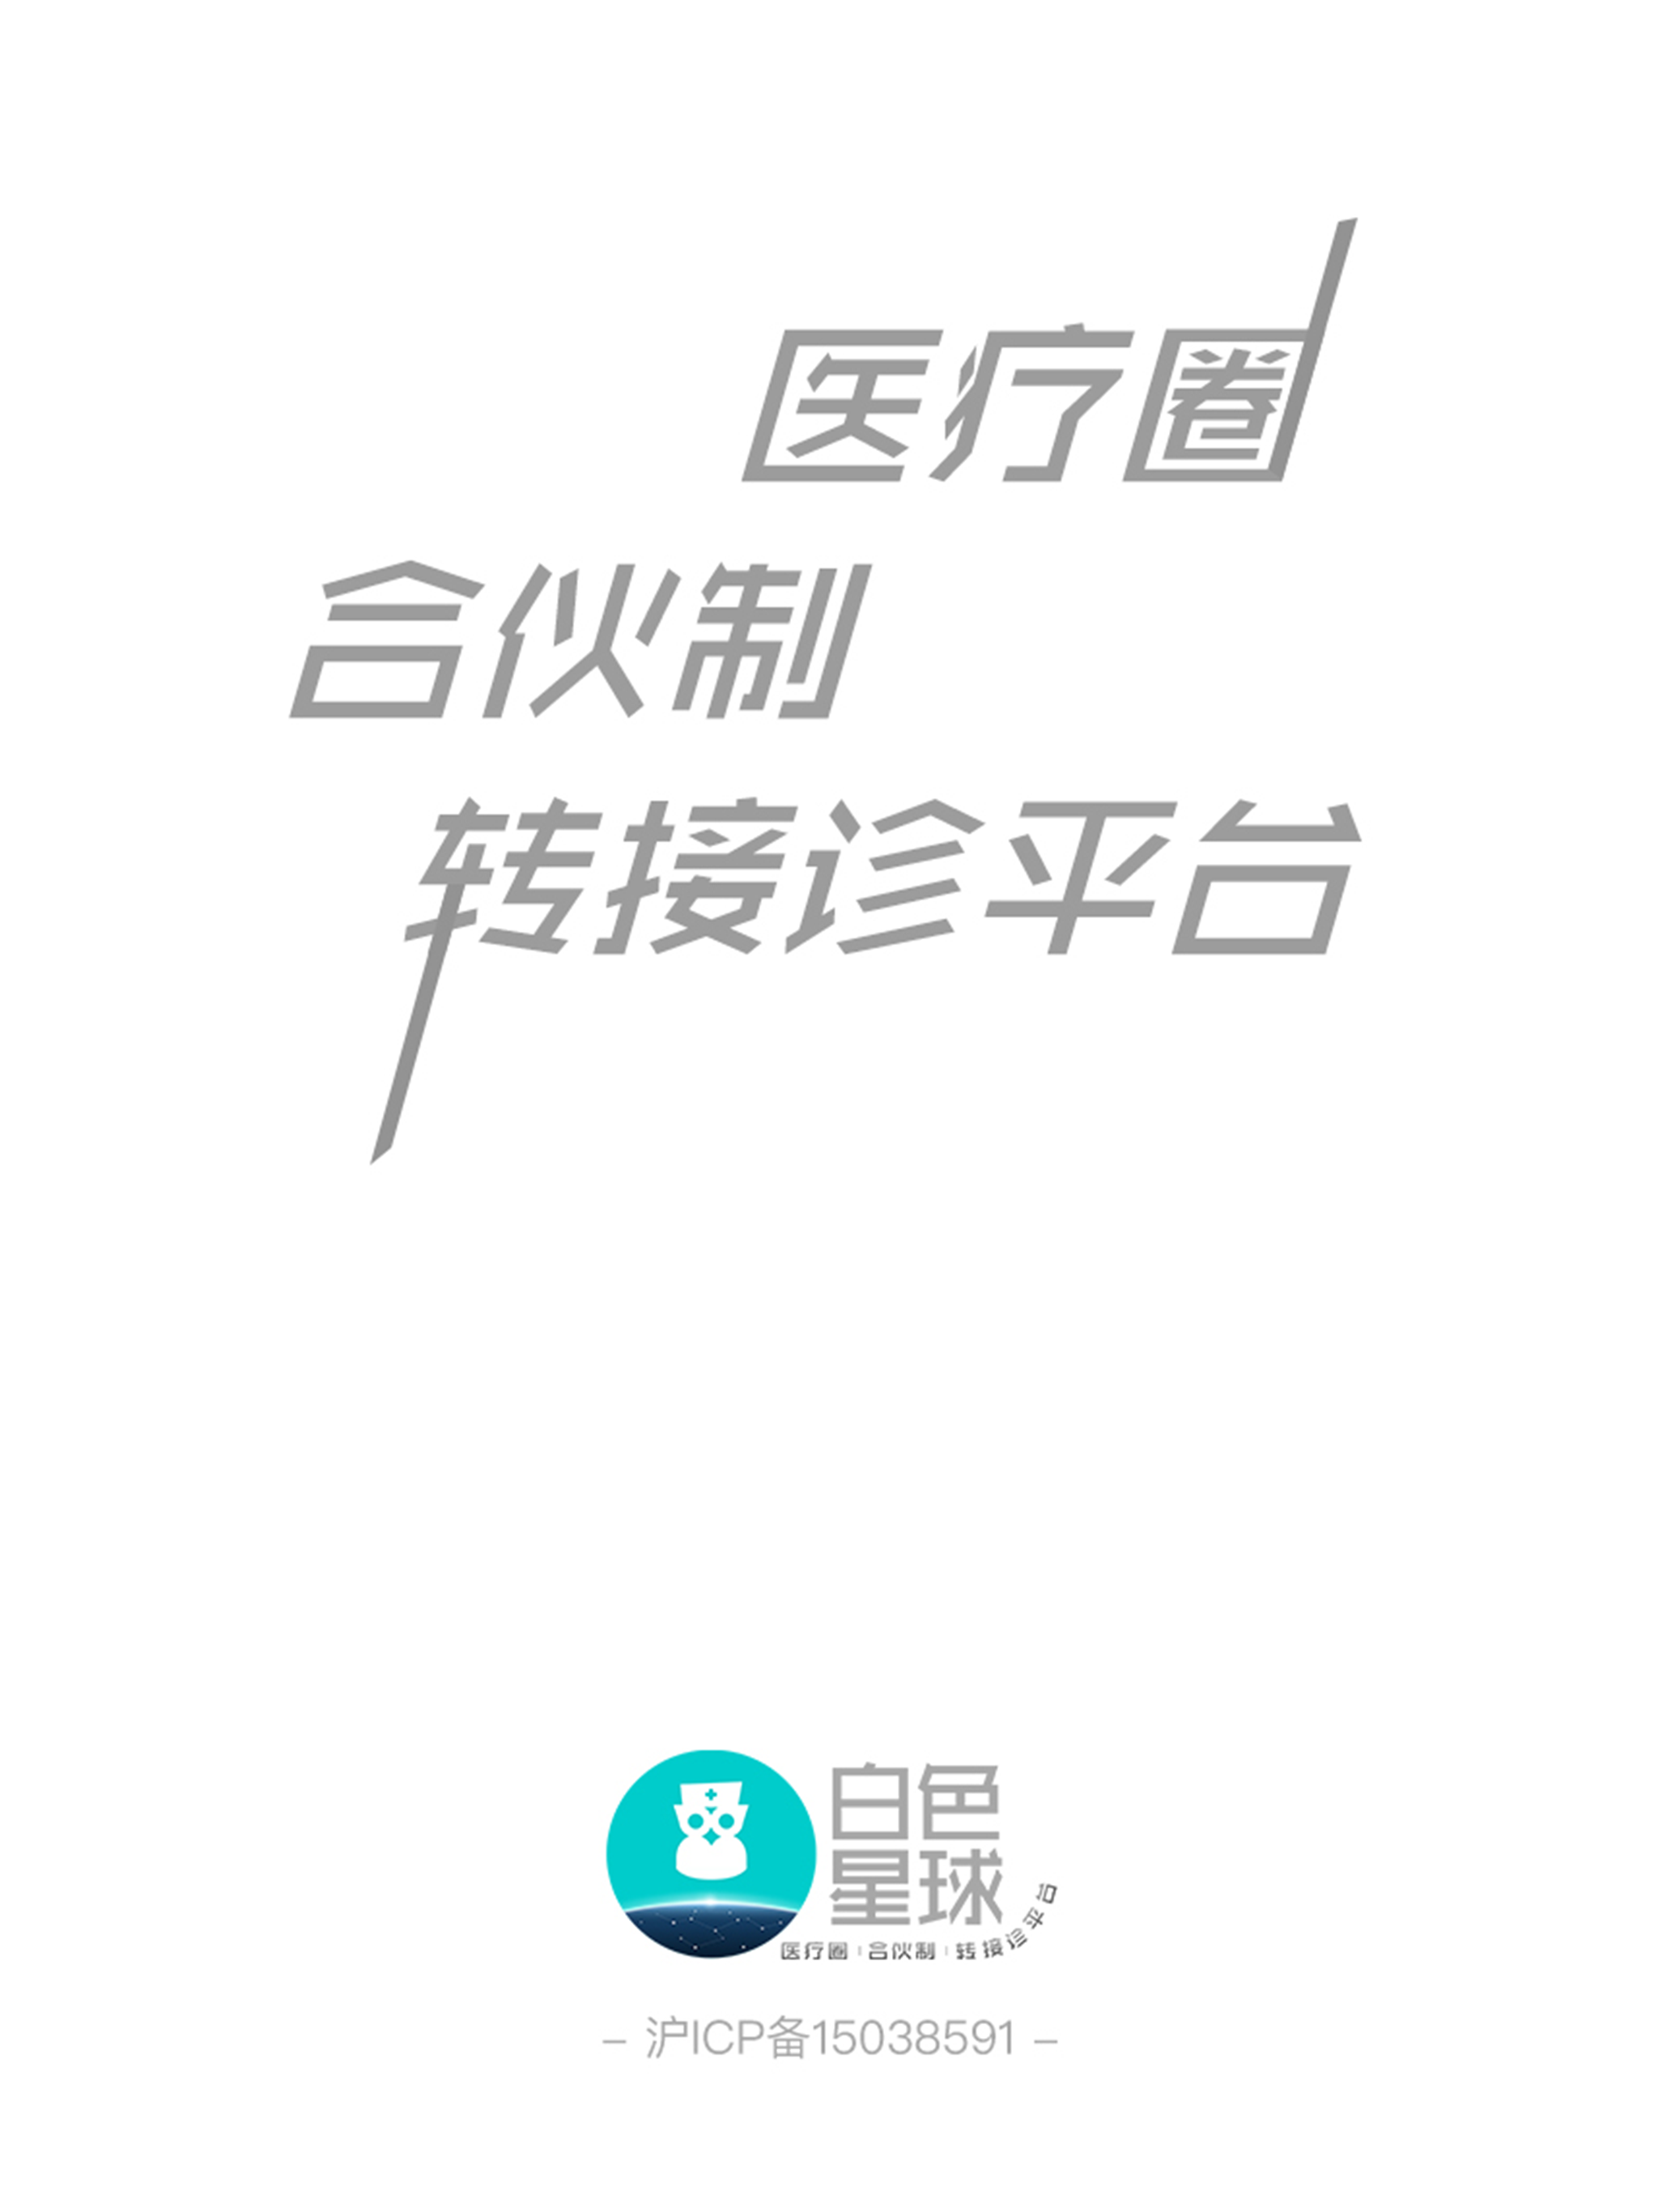 医疗圈
合伙制
转接诊平台
白色
星球
医疗圈 | 合伙制 | 转接诊平台
– 沪ICP备15038591 –